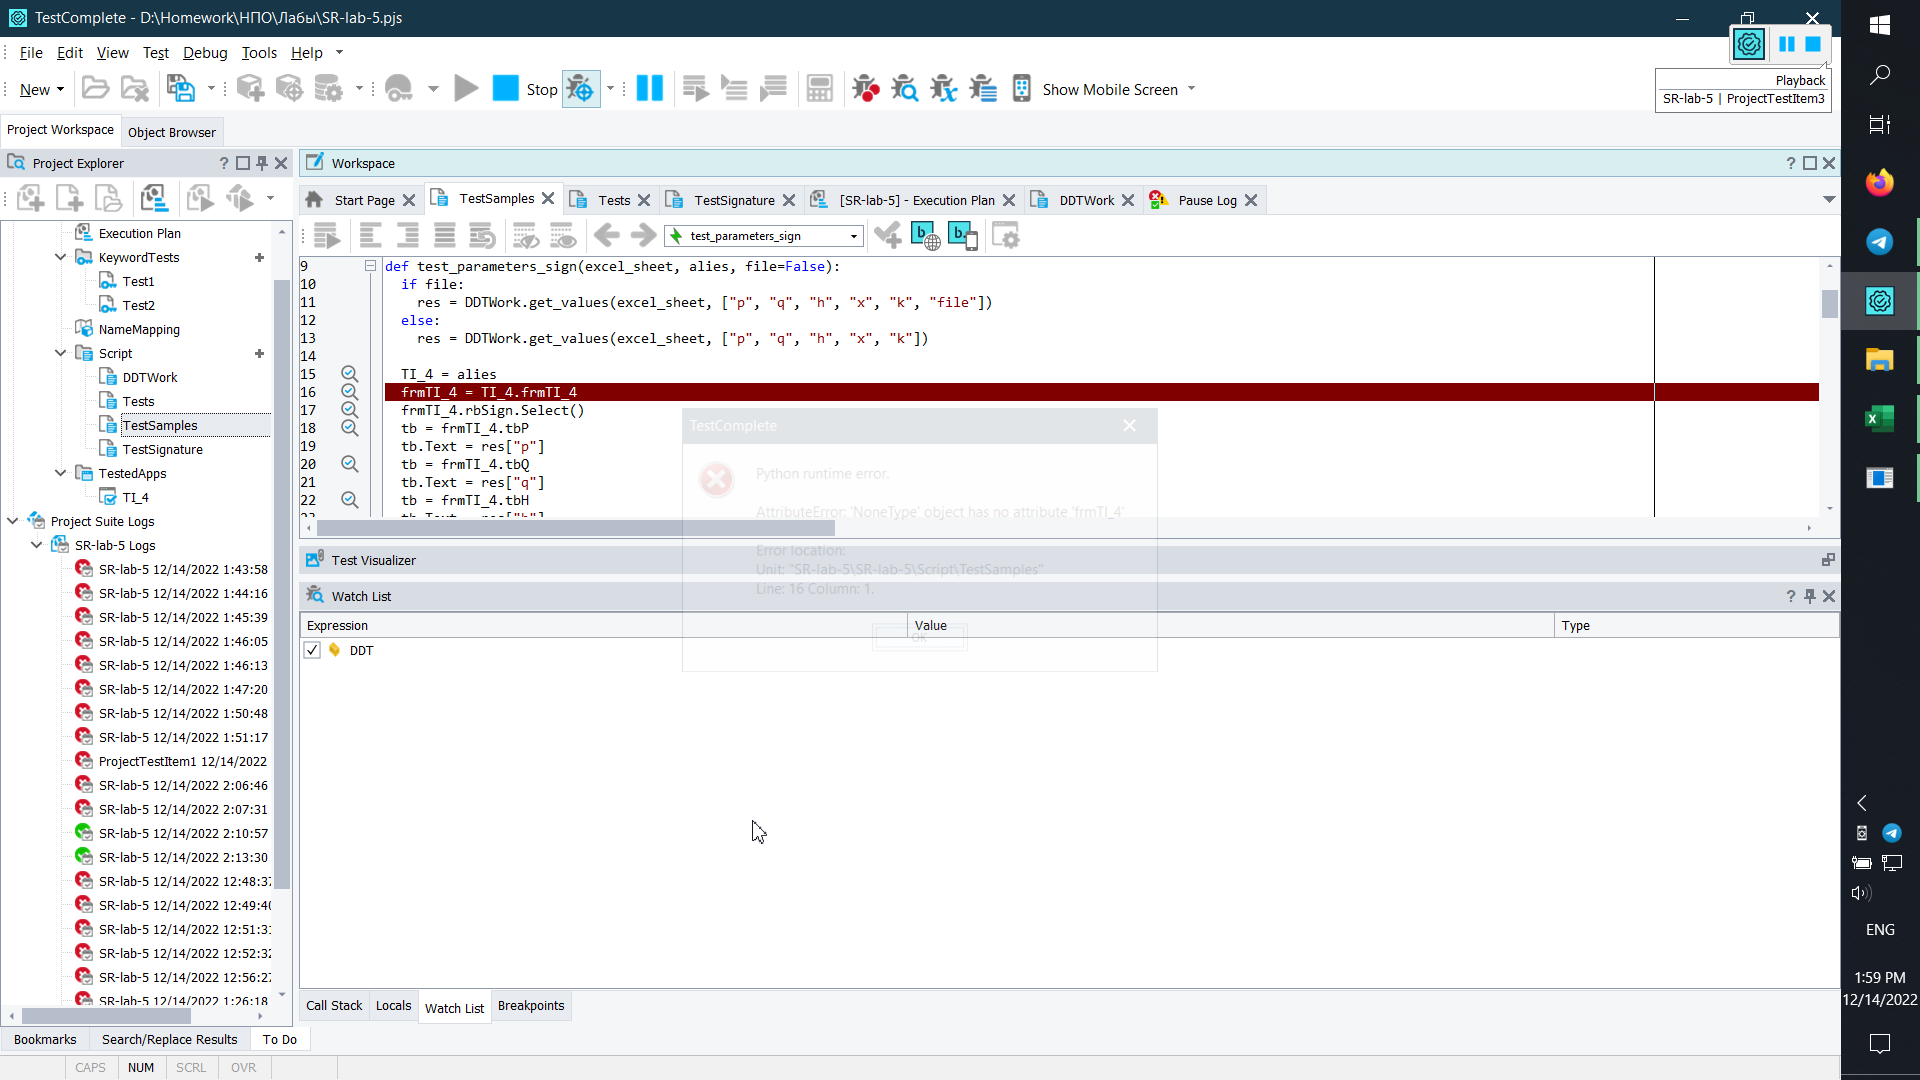 TestComplete - D:\Homework\НПО\Лабы\SR-lab-5.pjs
File Edit View Test Debug Tools Help
New Stop Show Mobile Screen
Playback
SR-lab-5 | ProjectTestItem3
Project Workspace Object Browser
Project Explorer
Workspace
Start Page TestSamples Tests TestSignature [SR-lab-5] - Execution Plan DDTWork Pause Log
test_parameters_sign
Execution Plan
KeywordTests
Test1
Test2
NameMapping
Script
DDTWork
Tests
TestSamples
TestSignature
TestedApps
TI_4
Project Suite Logs
SR-lab-5 Logs
SR-lab-5 12/14/2022 1:43:58
SR-lab-5 12/14/2022 1:44:16
SR-lab-5 12/14/2022 1:45:39
SR-lab-5 12/14/2022 1:46:05
SR-lab-5 12/14/2022 1:46:13
SR-lab-5 12/14/2022 1:47:20
SR-lab-5 12/14/2022 1:50:48
SR-lab-5 12/14/2022 1:51:17
ProjectTestItem1 12/14/2022
SR-lab-5 12/14/2022 2:06:46
SR-lab-5 12/14/2022 2:07:31
SR-lab-5 12/14/2022 2:10:57
SR-lab-5 12/14/2022 2:13:30
SR-lab-5 12/14/2022 12:48:37
SR-lab-5 12/14/2022 12:49:40
SR-lab-5 12/14/2022 12:51:31
SR-lab-5 12/14/2022 12:52:32
SR-lab-5 12/14/2022 12:56:27
SR-lab-5 12/14/2022 1:26:18
9 def test_parameters_sign(excel_sheet, alies, file=False):
10 if file:
11 res = DDTWork.get_values(excel_sheet, ["p", "q", "h", "x", "k", "file"])
12 else:
13 res = DDTWork.get_values(excel_sheet, ["p", "q", "h", "x", "k"])
14
15 TI_4 = alies
16 frmTI_4 = TI_4.frmTI_4
17 frmTI_4.rbSign.Select()
18 tb = frmTI_4.tbP
19 tb.Text = res["p"]
20 tb = frmTI_4.tbQ
21 tb.Text = res["q"]
22 tb = frmTI_4.tbH
23 tb.Text = res["h"]
TestComplete
Python runtime error.
AttributeError: 'NoneType' object has no attribute 'frmTI_4'
Error location:
Unit: "SR-lab-5\SR-lab-5\Script\TestSamples"
Line: 16 Column: 1.
OK
Test Visualizer
Watch List
Expression Value Type
DDT
Call Stack Locals Watch List Breakpoints
Bookmarks Search/Replace Results To Do
CAPS NUM SCRL OVR
ENG
1:59 PM
12/14/2022